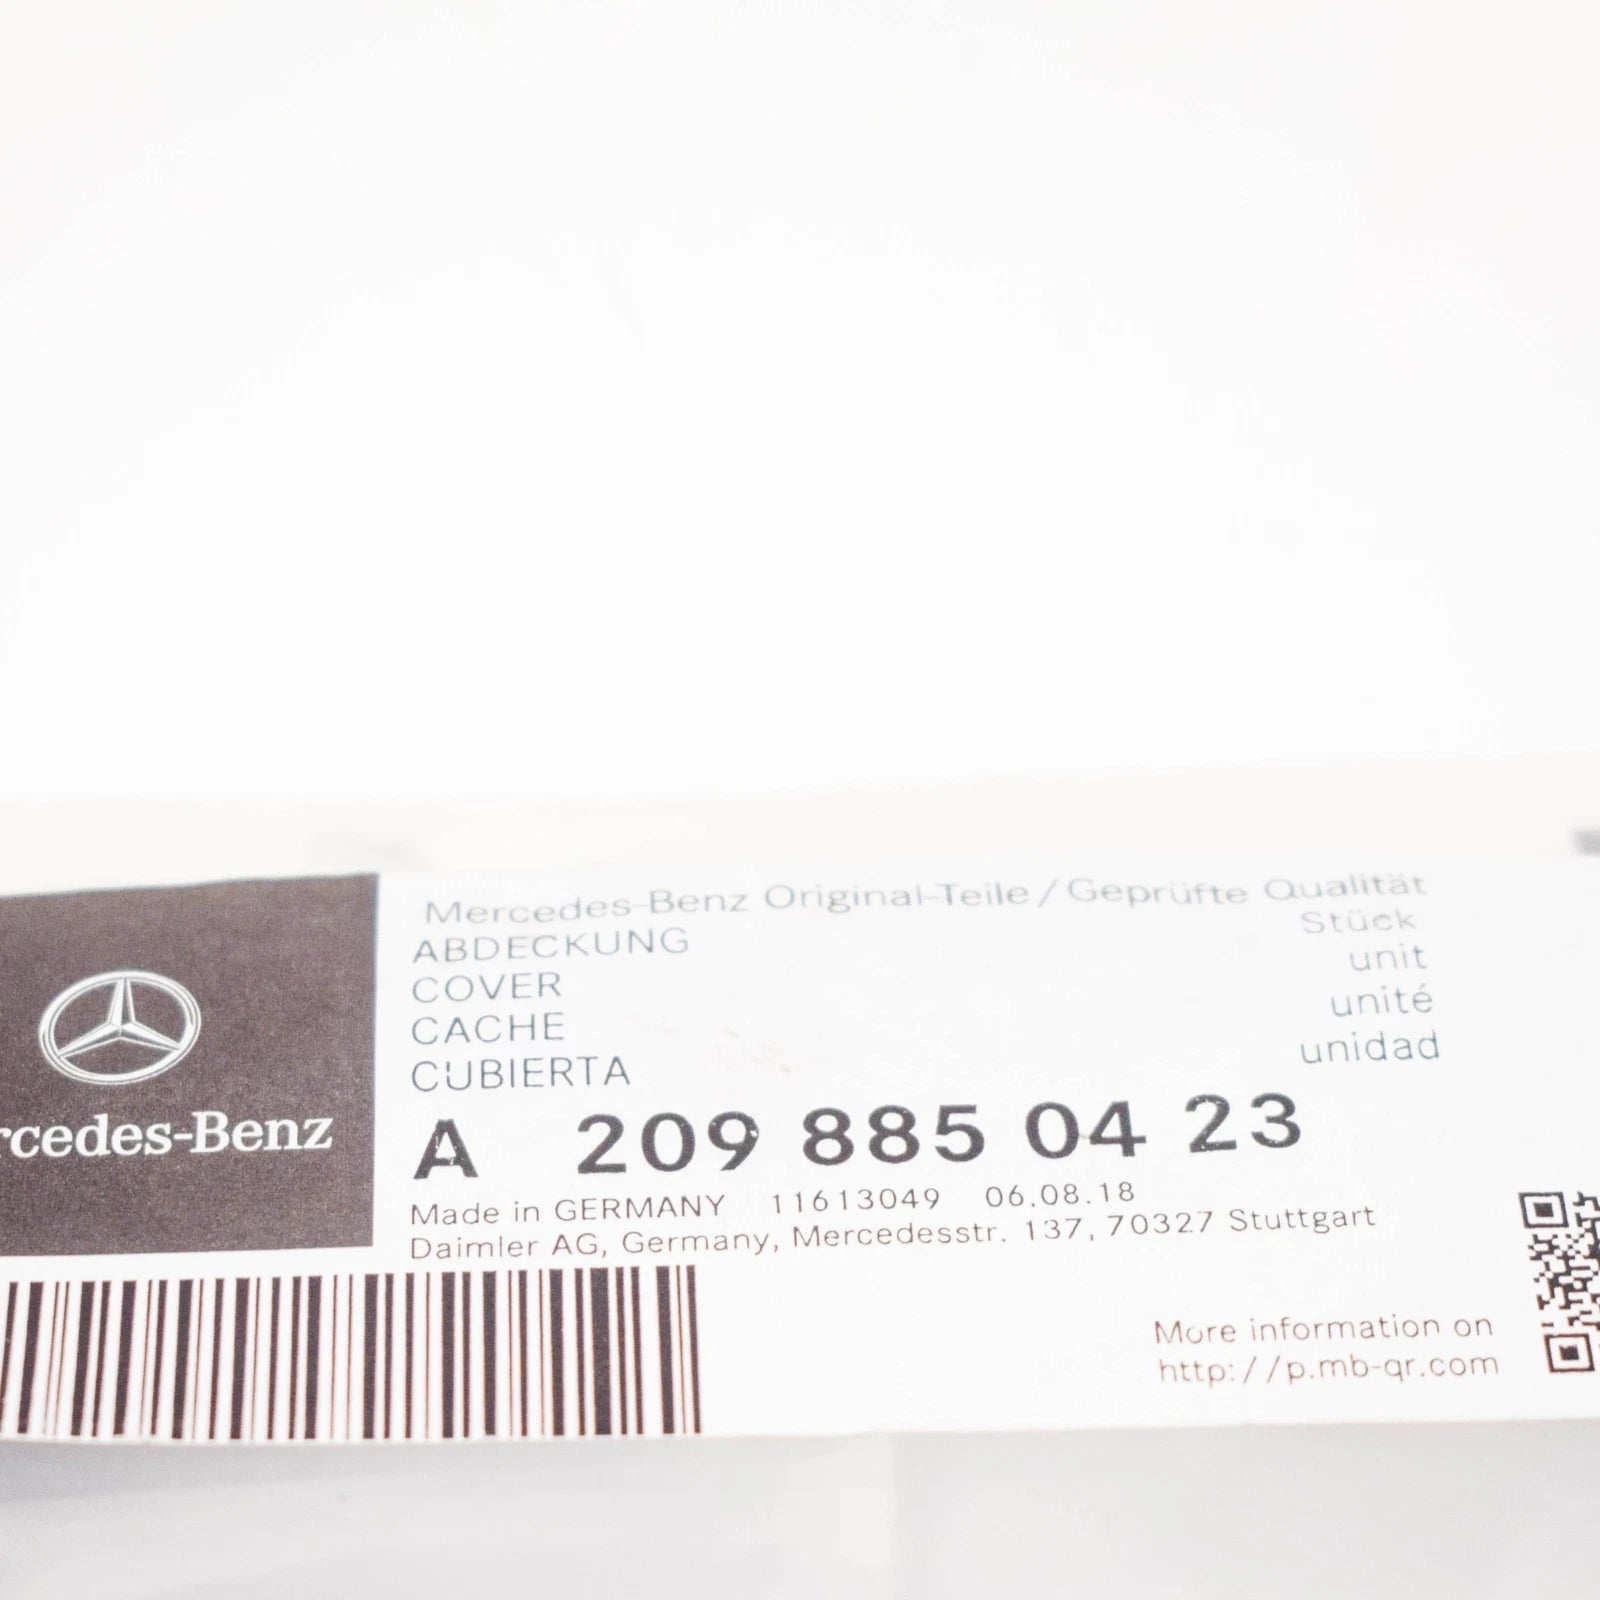 Mercedes-Benz Original-Teile / Geprüfte Qualität
ABDECKUNG
COVER
CACHE
CUBIERTA
Stück
unit
unité
unidad
rcedes-Benz
A 209 885 04 23
Made in GERMANY 11613049 06.08.18
Daimler AG, Germany, Mercedesstr. 137, 70327 Stuttgart
More information on
http://p.mb-qr.com